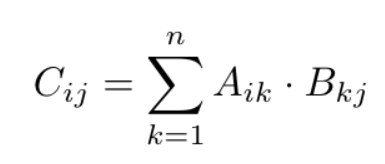 C_{ij} = \sum_{k=1}^{n} A_{ik} \cdot B_{kj}